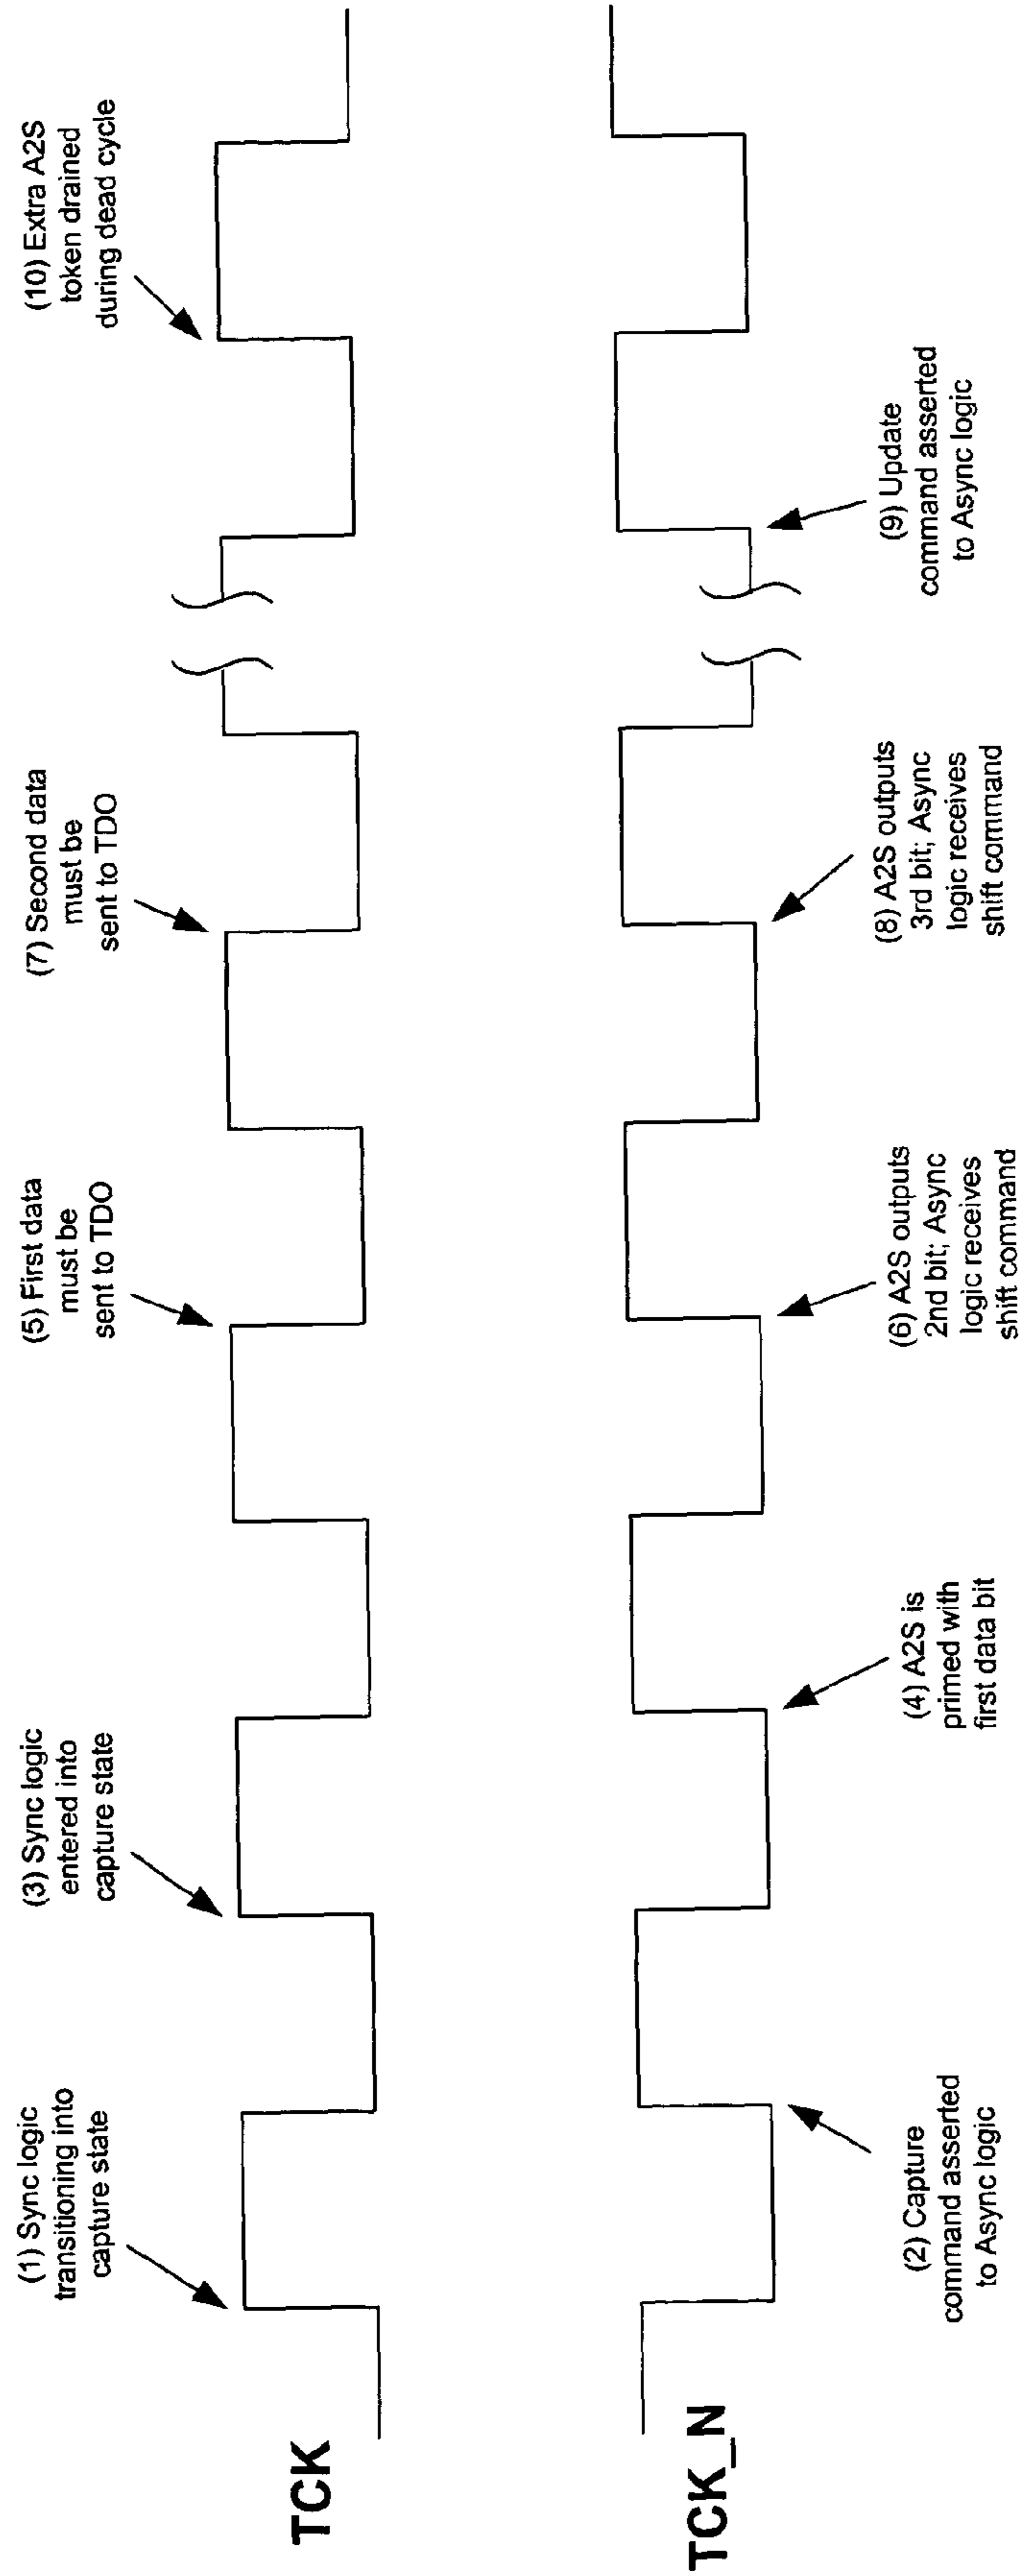 (1) Sync logic
transitioning into
capture state
(3) Sync logic
entered into
capture state
(5) First data
must be
sent to TDO
(7) Second data
must be
sent to TDO
(10) Extra A2S
token drained
during dead cycle
TCK
TCK_N
(2) Capture
command asserted
to Async logic
(4) A2S is
primed with
first data bit
(6) A2S outputs
2nd bit; Async
logic receives
shift command
(8) A2S outputs
3rd bit; Async
logic receives
shift command
(9) Update
command asserted
to Async logic